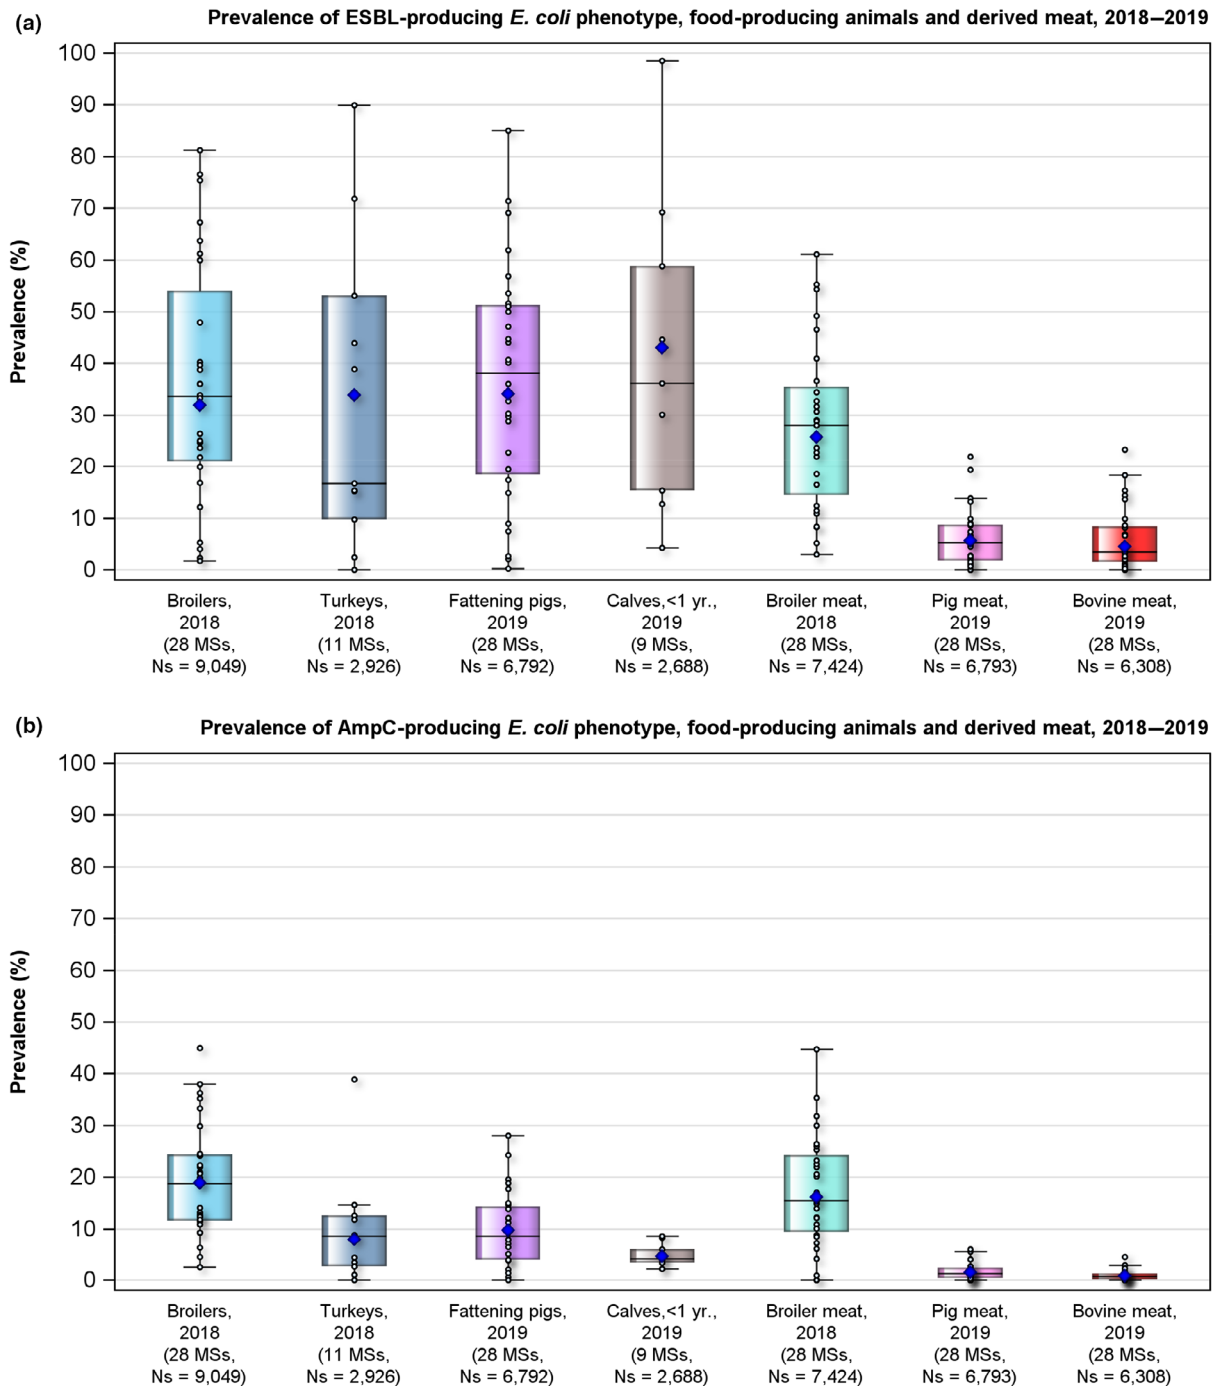 (a)
Prevalence of ESBL-producing E. coli phenotype, food-producing animals and derived meat, 2018–2019
Prevalence (%)
100
90
80
70
60
50
40
30
20
10
0
Broilers, Turkeys, Fattening pigs, Calves,<1 yr., Broiler meat, Pig meat, Bovine meat,
2018 2018 2019 2019 2018 2019 2019
(28 MSs, (11 MSs, (28 MSs, (9 MSs, (28 MSs, (28 MSs, (28 MSs,
Ns = 9,049) Ns = 2,926) Ns = 6,792) Ns = 2,688) Ns = 7,424) Ns = 6,793) Ns = 6,308)
(b)
Prevalence of AmpC-producing E. coli phenotype, food-producing animals and derived meat, 2018–2019
Prevalence (%)
100
90
80
70
60
50
40
30
20
10
0
Broilers, Turkeys, Fattening pigs, Calves,<1 yr., Broiler meat, Pig meat, Bovine meat,
2018 2018 2019 2019 2018 2019 2019
(28 MSs, (11 MSs, (28 MSs, (9 MSs, (28 MSs, (28 MSs, (28 MSs,
Ns = 9,049) Ns = 2,926) Ns = 6,792) Ns = 2,688) Ns = 7,424) Ns = 6,793) Ns = 6,308)